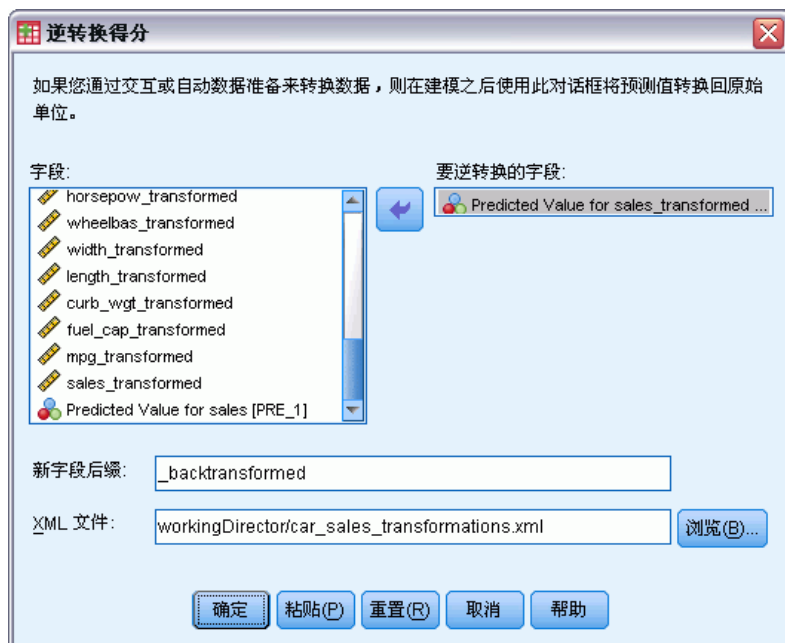 逆转换得分
如果您通过交互或自动数据准备来转换数据，则在建模之后使用此对话框将预测值转换回原始
单位。
字段:
要逆转换的字段:
horsepow_transformed
wheelbas_transformed
width_transformed
length_transformed
curb_wgt_transformed
fuel_cap_transformed
mpg_transformed
sales_transformed
Predicted Value for sales [PRE_1]
Predicted Value for sales_transformed ...
新字段后缀:
_backtransformed
XML 文件:
workingDirector/car_sales_transformations.xml
浏览(B)...
确定
粘贴(P)
重置(R)
取消
帮助